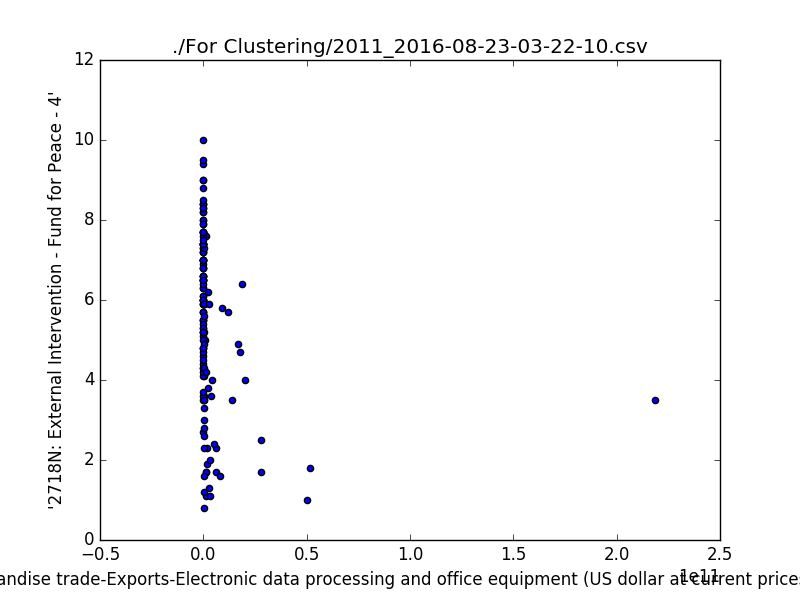 ./For Clustering/2011_2016-08-23-03-22-10.csv
'2718N: External Intervention - Fund for Peace - 4'
12
10
8
6
4
2
0
−0.5 0.0 0.5 1.0 1.5 2.0 2.5
1e11
andise trade-Exports-Electronic data processing and office equipment (US dollar at current prices